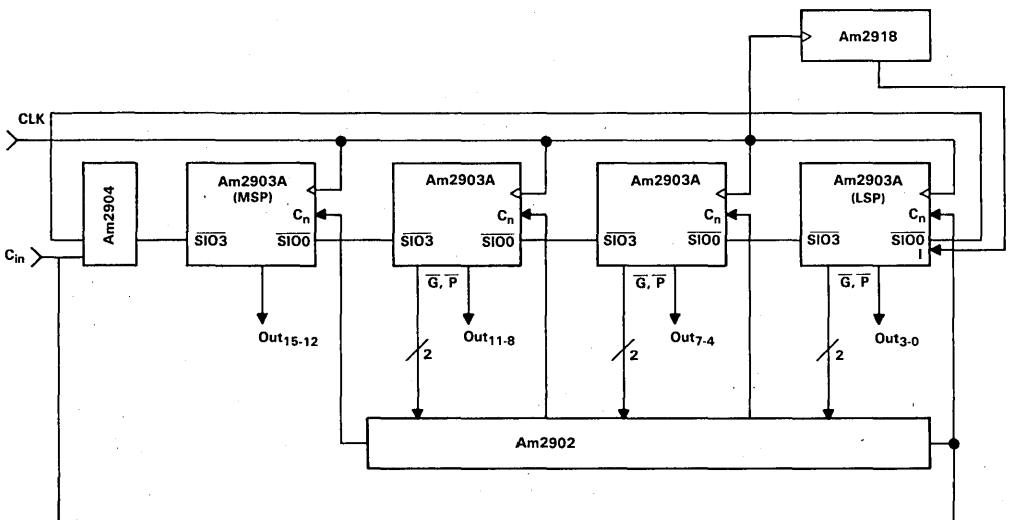 Am2918
CLK
Am2904
Am2903A
(MSP)
Cn
SIO3
SIO0
Am2903A
Cn
SIO3
SIO0
Am2903A
Cn
SIO3
SIO0
Am2903A
(LSP)
Cn
SIO3
SIO0
I
Cin
G, P
G, P
G, P
Out15-12
Out11-8
Out7-4
Out3-0
2
2
2
Am2902